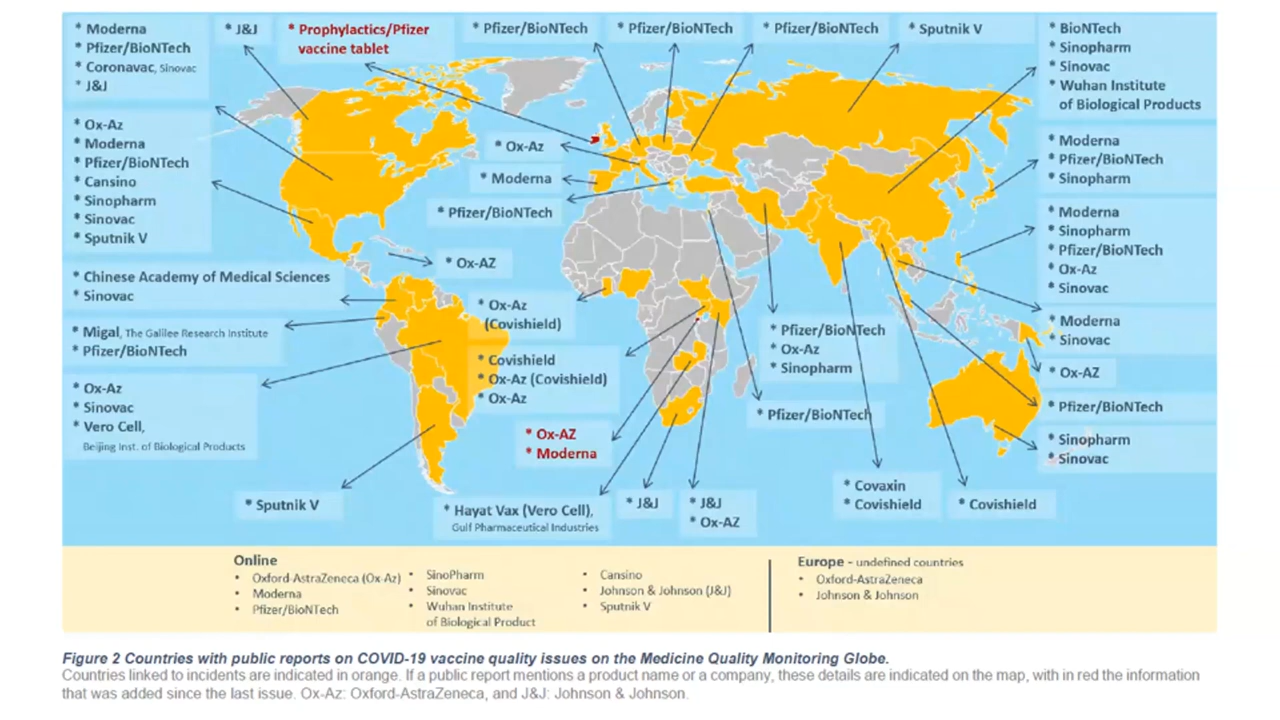 * Moderna
* Pfizer/BioNTech
* Coronavac, Sinovac
* J&J
* J&J
* Prophylactics/Pfizer
vaccine tablet
* Pfizer/BioNTech
* Pfizer/BioNTech
* Pfizer/BioNTech
* Sputnik V
* BioNTech
* Sinopharm
* Sinovac
* Wuhan Institute
of Biological Products
* Ox-Az
* Moderna
* Pfizer/BioNTech
* Cansino
* Sinopharm
* Sinovac
* Sputnik V
* Ox-Az
* Moderna
* Pfizer/BioNTech
* Moderna
* Pfizer/BioNTech
* Sinopharm
* Moderna
* Sinopharm
* Pfizer/BioNTech
* Ox-Az
* Sinovac
* Ox-AZ
* Chinese Academy of Medical Sciences
* Sinovac
* Ox-Az
(Covishield)
* Migal, The Galilee Research Institute
* Pfizer/BioNTech
* Pfizer/BioNTech
* Ox-Az
* Sinopharm
* Moderna
* Sinovac
* Covishield
* Ox-Az (Covishield)
* Ox-Az
* Ox-AZ
* Ox-Az
* Sinovac
* Vero Cell,
Beijing Inst. of Biological Products
* Pfizer/BioNTech
* Pfizer/BioNTech
* Ox-AZ
* Moderna
* Sinopharm
* Sinovac
* Sputnik V
* Hayat Vax (Vero Cell),
Gulf Pharmaceutical Industries
* J&J
* J&J
* Ox-AZ
* Covaxin
* Covishield
* Covishield
Online
• Oxford-AstraZeneca (Ox-Az)
• Moderna
• Pfizer/BioNTech
• SinoPharm
• Sinovac
• Wuhan Institute
of Biological Product
• Cansino
• Johnson & Johnson (J&J)
• Sputnik V
Europe - undefined countries
• Oxford-AstraZeneca
• Johnson & Johnson
Figure 2 Countries with public reports on COVID-19 vaccine quality issues on the Medicine Quality Monitoring Globe.
Countries linked to incidents are indicated in orange. If a public report mentions a product name or a company, these details are indicated on the map, with in red the information
that was added since the last issue. Ox-Az: Oxford-AstraZeneca, and J&J: Johnson & Johnson.